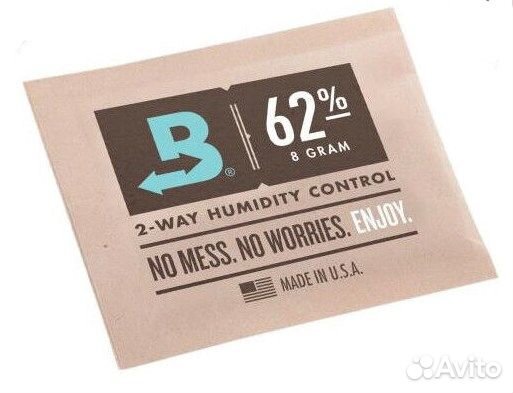 B®
62%
8 GRAM
2-WAY HUMIDITY CONTROL
NO MESS. NO WORRIES. ENJOY.
MADE IN U.S.A.
Avito